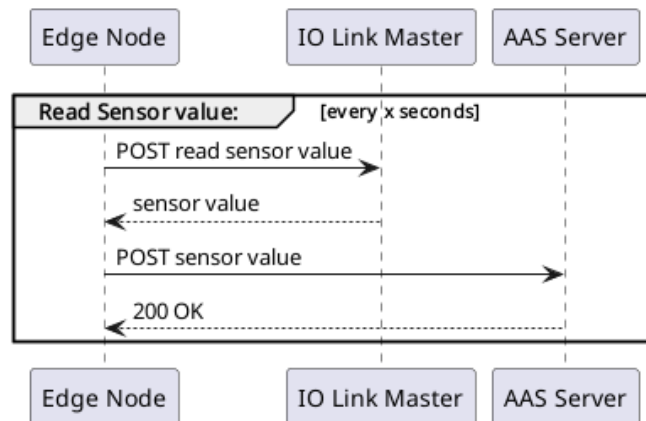 Edge Node IO Link Master AAS Server
Read Sensor value: [every x seconds]
POST read sensor value
sensor value
POST sensor value
200 OK
Edge Node IO Link Master AAS Server